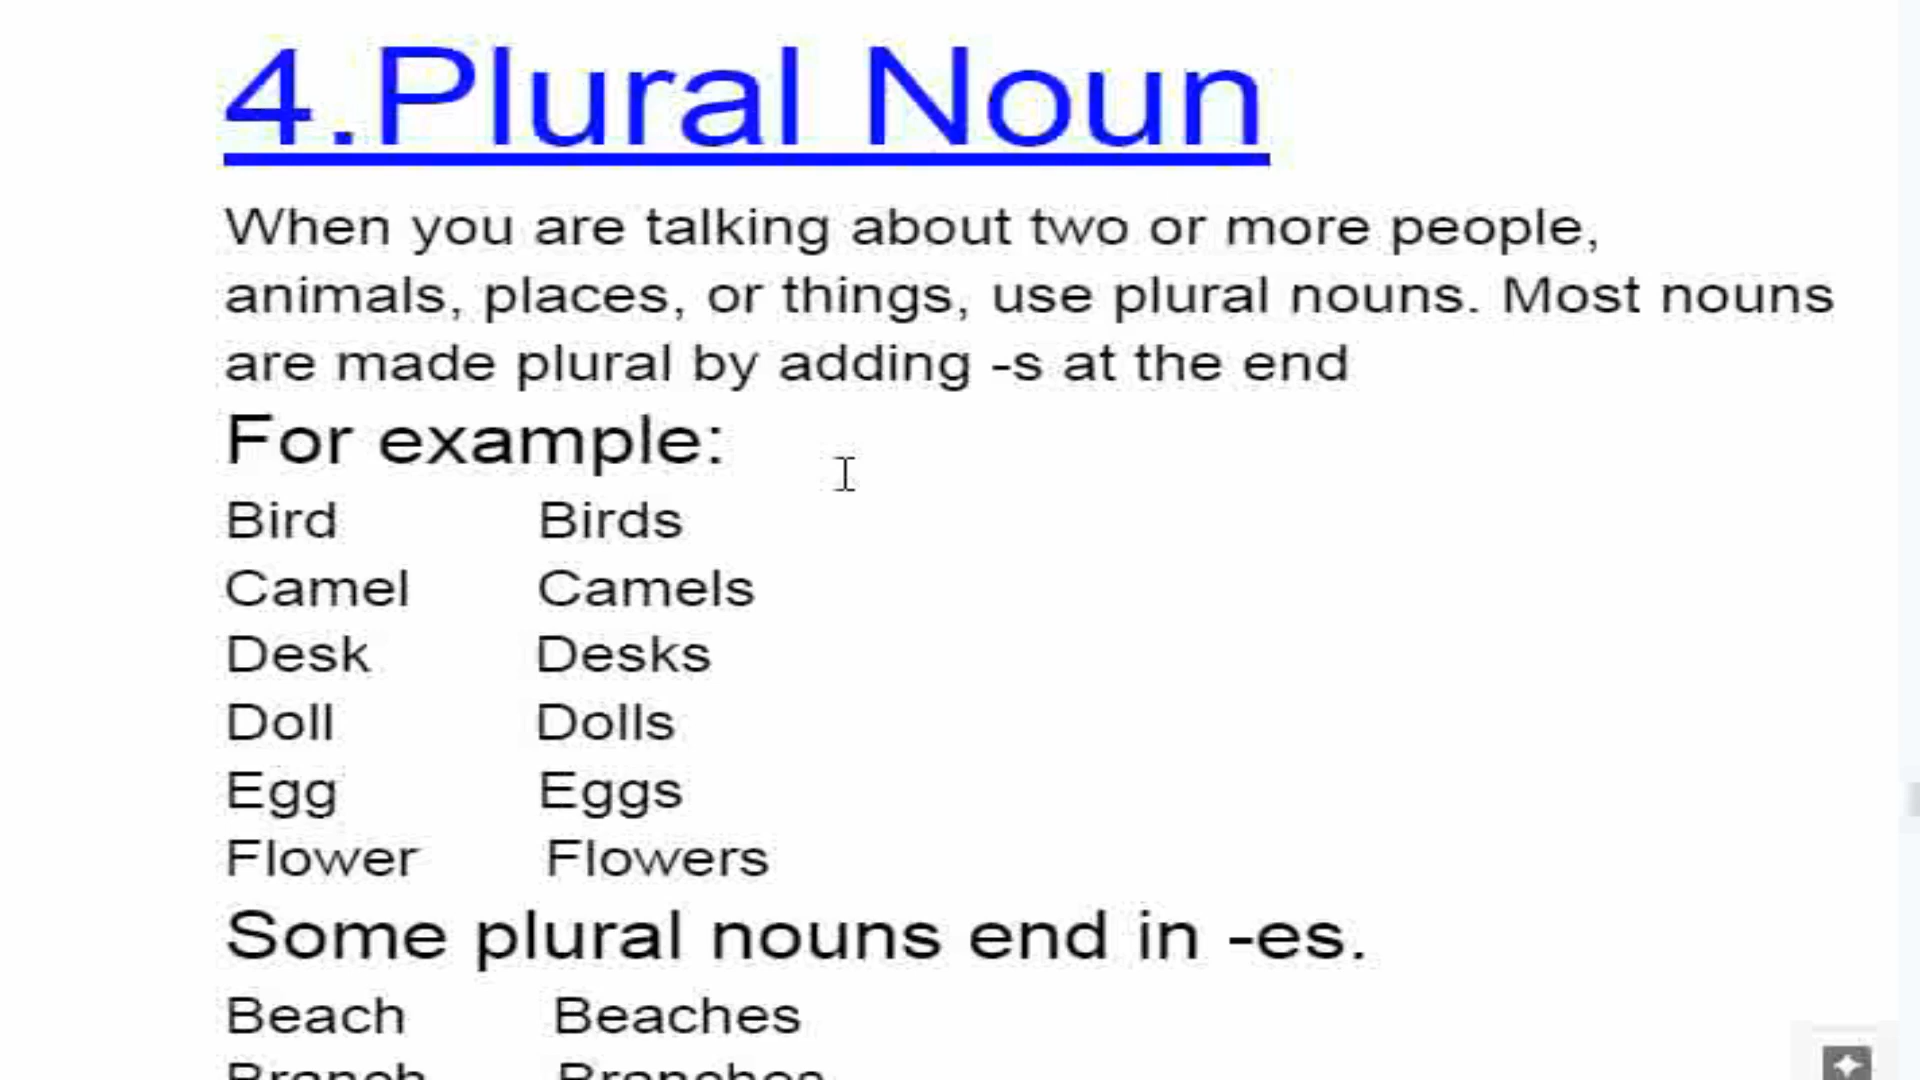 4.Plural Noun
When you are talking about two or more people,
animals, places, or things, use plural nouns. Most nouns
are made plural by adding -s at the end
For example:
Bird Birds
Camel Camels
Desk Desks
Doll Dolls
Egg Eggs
Flower Flowers
Some plural nouns end in -es.
Beach Beaches
Branch Branches